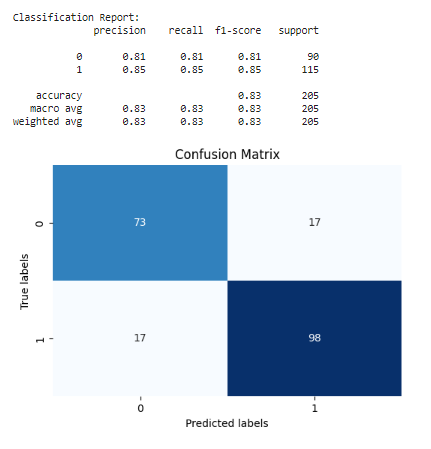 Classification Report:
precision recall f1-score support
0 0.81 0.81 0.81 90
1 0.85 0.85 0.85 115
accuracy 0.83 205
macro avg 0.83 0.83 0.83 205
weighted avg 0.83 0.83 0.83 205
Confusion Matrix
0 73 17
True labels
1 17 98
0 1
Predicted labels